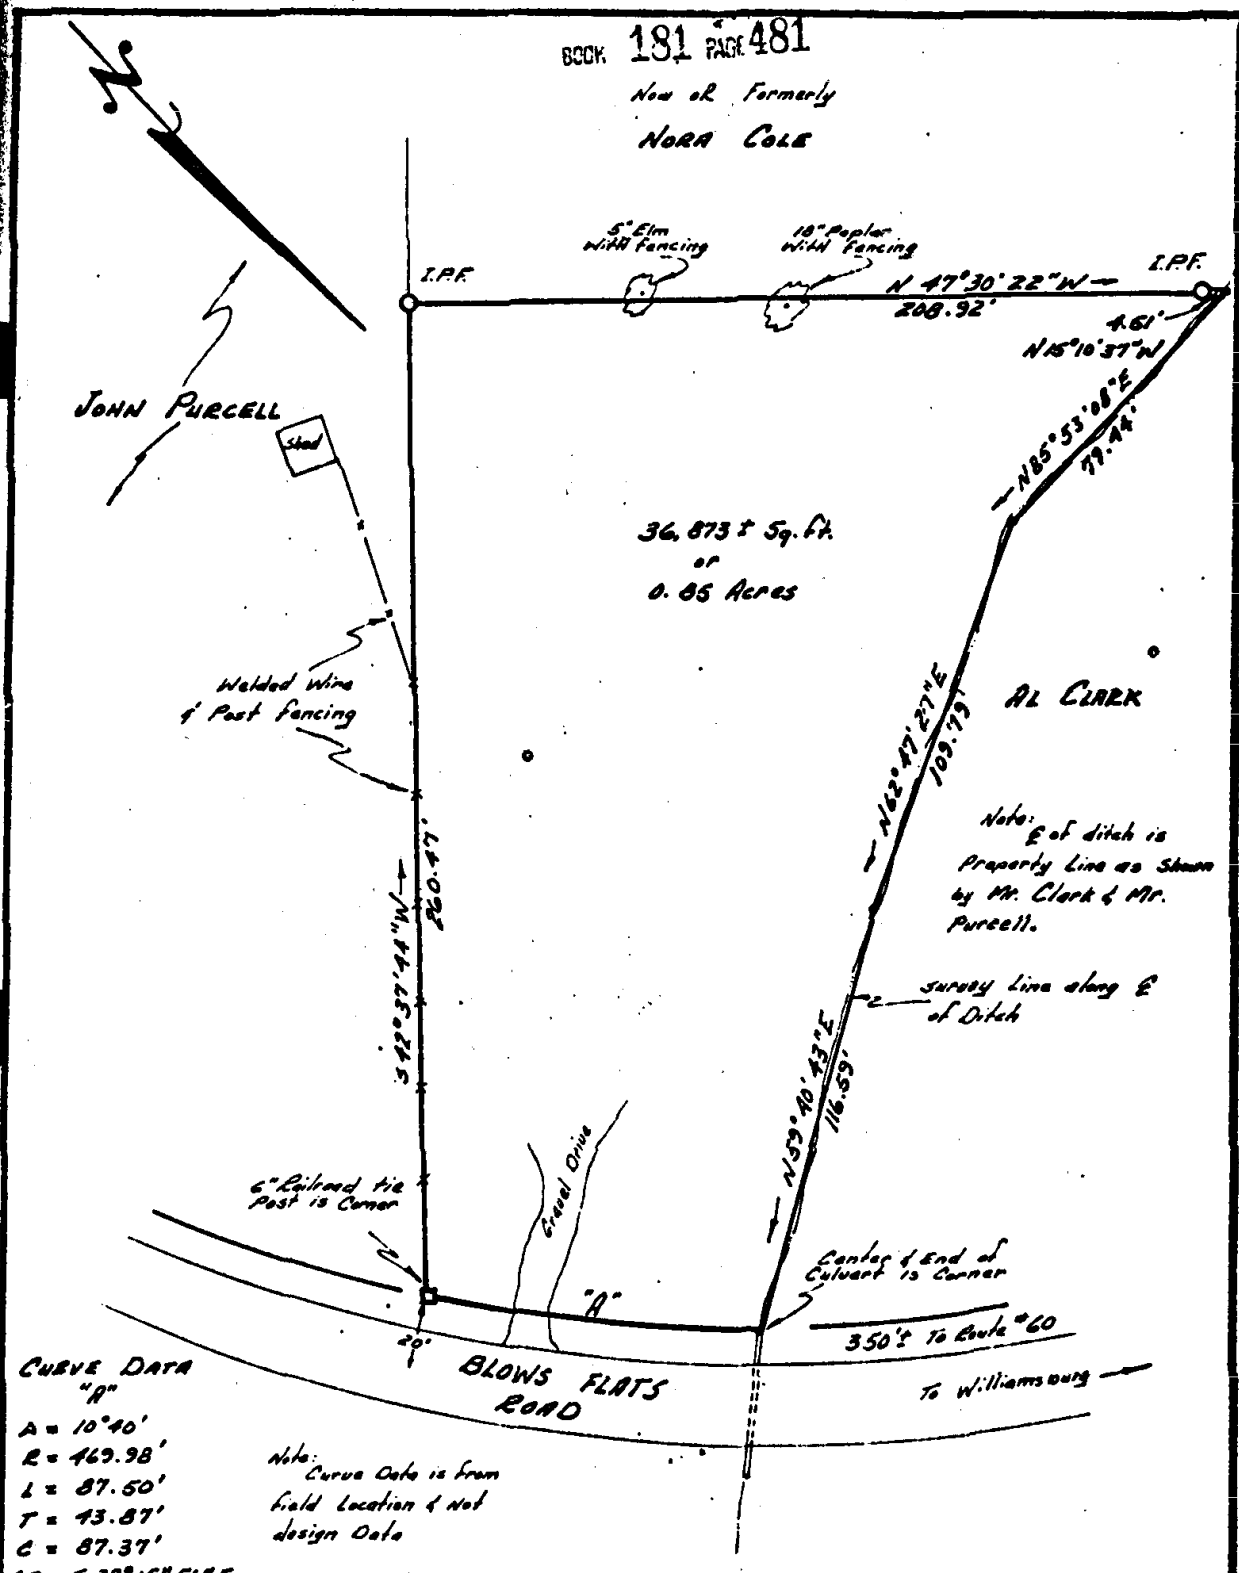 BOOK 181 PAGE 481
Now or Formerly
NORA COLE
N
5" Elm
With Fencing
18" Poplar
With Fencing
I.P.F.
I.P.F.
N 47°30'22" W
208.92'
4.61'
N15°10'37"W
N85°53'08"E
79.44'
JOHN PURCELL
Shed
36,873 ± Sq. ft.
or
0.85 Acres
Welded Wire
& Post Fencing
AL CLARK
N62°47'27"E
109.79'
Note:
℄ of ditch is
Property Line as Shown
by Mr. Clark & Mr.
Purcell.
S42°37'44"W
260.47'
Survey Line along ℄
of Ditch
N59°40'43"E
116.59'
6" Railroad tie
Post is Corner
Gravel Drive
Center & End of
Culvert is Corner
"A"
350'± To Route #60
20'
BLOWS FLATS
ROAD
To Williamsburg
CURVE DATA
"A"
Δ = 10°40'
R = 469.98'
L = 87.50'
T = 43.87'
C = 87.37'
Note:
Curve Data is from
field Location & Not
design Data